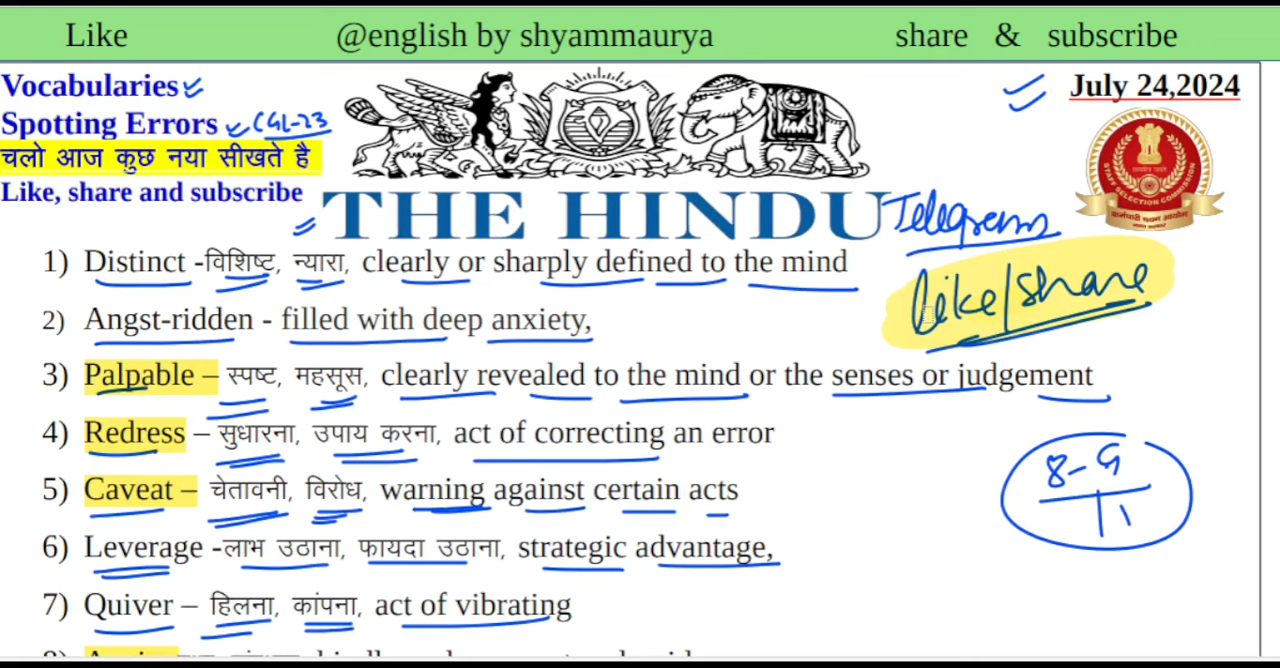 Like @english by shyammaurya share & subscribe
Vocabularies
July 24,2024
Spotting Errors CGL-23
चलो आज कुछ नया सीखते है
Like, share and subscribe
THE HINDU
Telegram
STAFF SELECTION COMMISSION
1) Distinct -विशिष्ट, न्यारा, clearly or sharply defined to the mind
like/share
2) Angst-ridden - filled with deep anxiety,
3) Palpable – स्पष्ट, महसूस, clearly revealed to the mind or the senses or judgement
4) Redress – सुधारना, उपाय करना, act of correcting an error
5) Caveat – चेतावनी, विरोध, warning against certain acts
6) Leverage -लाभ उठाना, फायदा उठाना, strategic advantage,
7) Quiver – हिलना, कांपना, act of vibrating